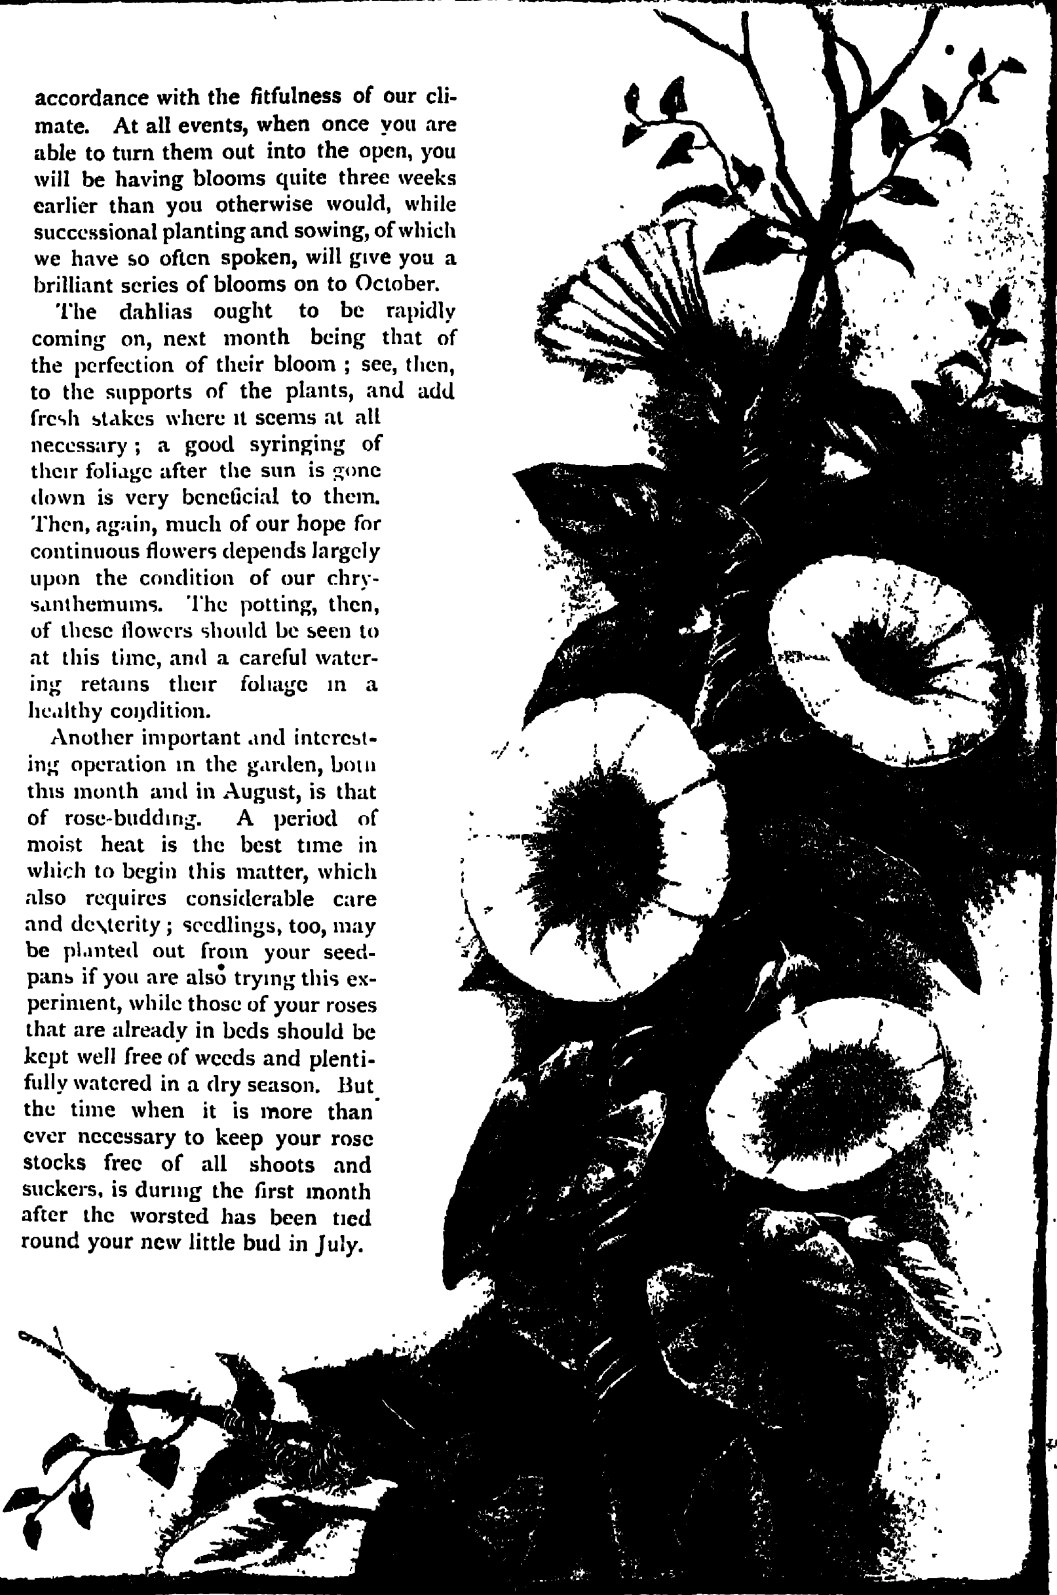 accordance with the fitfulness of our cli-
mate. At all events, when once you are
able to turn them out into the open, you
will be having blooms quite three weeks
earlier than you otherwise would, while
successional planting and sowing, of which
we have so often spoken, will give you a
brilliant series of blooms on to October.
The dahlias ought to be rapidly
coming on, next month being that of
the perfection of their bloom ; see, then,
to the supports of the plants, and add
fresh stakes where it seems at all
necessary ; a good syringing of
their foliage after the sun is gone
down is very beneficial to them.
Then, again, much of our hope for
continuous flowers depends largely
upon the condition of our chry-
santhemums. The potting, then,
of these flowers should be seen to
at this time, and a careful water-
ing retains their foliage in a
healthy condition.
Another important and interest-
ing operation in the garden, both
this month and in August, is that
of rose-budding. A period of
moist heat is the best time in
which to begin this matter, which
also requires considerable care
and dexterity ; seedlings, too, may
be planted out from your seed-
pans if you are also trying this ex-
periment, while those of your roses
that are already in beds should be
kept well free of weeds and plenti-
fully watered in a dry season. But
the time when it is more than
ever necessary to keep your rose
stocks free of all shoots and
suckers, is during the first month
after the worsted has been tied
round your new little bud in July.